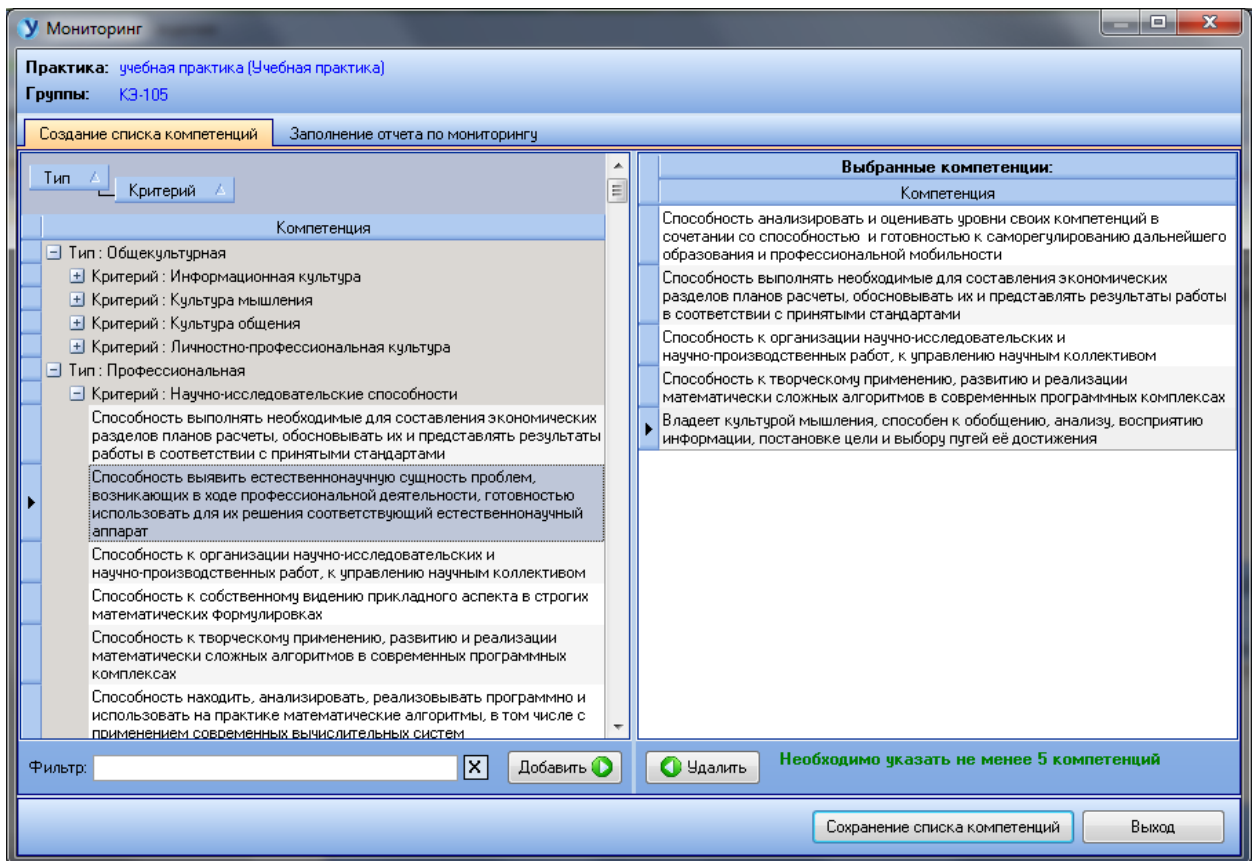 У Мониторинг
Практика: учебная практика (Учебная практика)
Группы: КЭ-105
Создание списка компетенций Заполнение отчета по мониторингу
Тип
Критерий
Компетенция
Тип : Общекультурная
Критерий : Информационная культура
Критерий : Культура мышления
Критерий : Культура общения
Критерий : Личностно-профессиональная культура
Тип : Профессиональная
Критерий : Научно-исследовательские способности
Способность выполнять необходимые для составления экономических
разделов планов расчеты, обосновывать их и представлять результаты
работы в соответствии с принятыми стандартами
Способность выявить естественнонаучную сущность проблем,
возникающих в ходе профессиональной деятельности, готовностью
использовать для их решения соответствующий естественнонаучный
аппарат
Способность к организации научно-исследовательских и
научно-производственных работ, к управлению научным коллективом
Способность к собственному видению прикладного аспекта в строгих
математических формулировках
Способность к творческому применению, развитию и реализации
математически сложных алгоритмов в современных программных
комплексах
Способность находить, анализировать, реализовывать программно и
использовать на практике математические алгоритмы, в том числе с
применением современных вычислительных систем
Фильтр: X Добавить
Выбранные компетенции:
Компетенция
Способность анализировать и оценивать уровни своих компетенций в
сочетании со способностью и готовностью к саморегулированию дальнейшего
образования и профессиональной мобильности
Способность выполнять необходимые для составления экономических
разделов планов расчеты, обосновывать их и представлять результаты работы
в соответствии с принятыми стандартами
Способность к организации научно-исследовательских и
научно-производственных работ, к управлению научным коллективом
Способность к творческому применению, развитию и реализации
математически сложных алгоритмов в современных программных комплексах
Владеет культурой мышления, способен к обобщению, анализу, восприятию
информации, постановке цели и выбору путей её достижения
Удалить Необходимо указать не менее 5 компетенций
Сохранение списка компетенций Выход